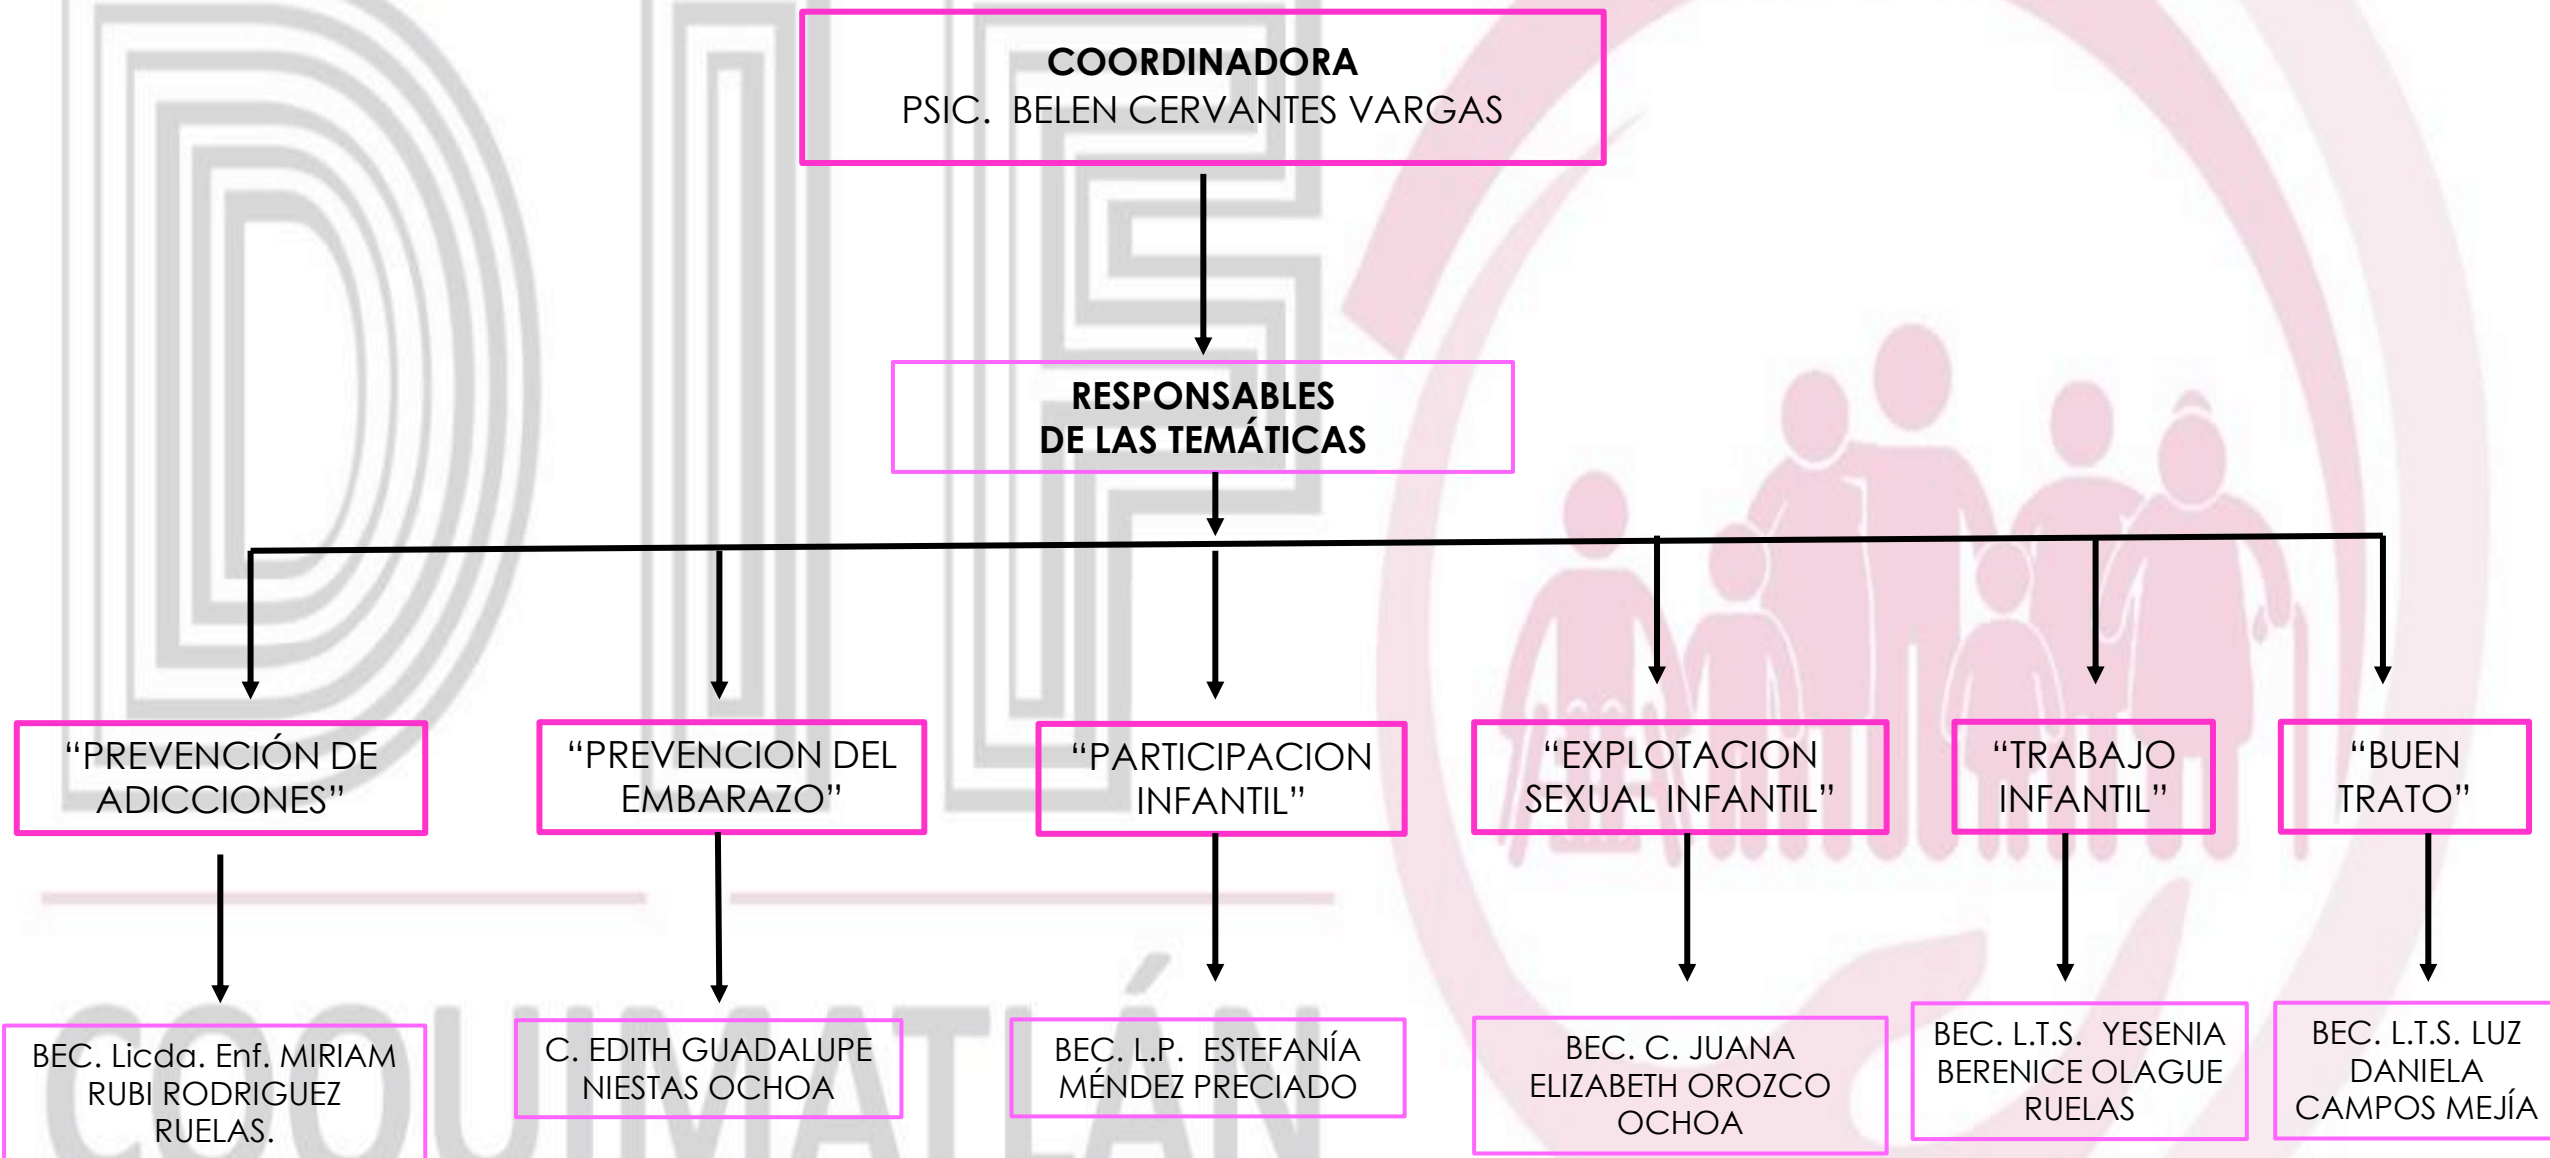 COORDINADORA
PSIC. BELEN CERVANTES VARGAS
RESPONSABLES
DE LAS TEMÁTICAS
“PREVENCIÓN DE
ADICCIONES”
“PREVENCION DEL
EMBARAZO”
“PARTICIPACION
INFANTIL”
“EXPLOTACION
SEXUAL INFANTIL”
“TRABAJO
INFANTIL”
“BUEN
TRATO”
BEC. Licda. Enf. MIRIAM
RUBI RODRIGUEZ
RUELAS.
C. EDITH GUADALUPE
NIESTAS OCHOA
BEC. L.P. ESTEFANÍA
MÉNDEZ PRECIADO
BEC. C. JUANA
ELIZABETH OROZCO
OCHOA
BEC. L.T.S. YESENIA
BERENICE OLAGUE
RUELAS
BEC. L.T.S. LUZ
DANIELA
CAMPOS MEJÍA
DIF
COQUIMATLÁN